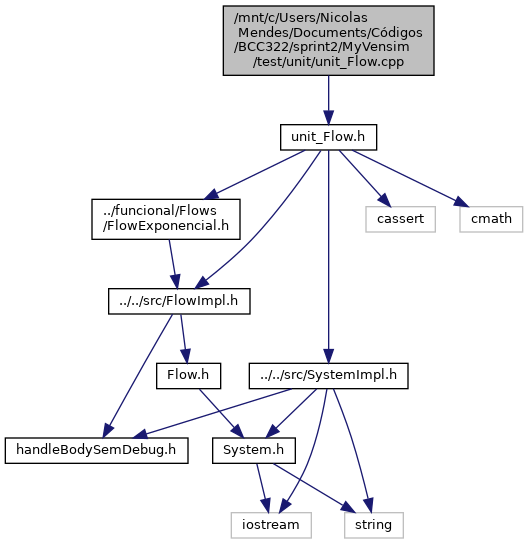 /mnt/c/Users/Nicolas
Mendes/Documents/Códigos
/BCC322/sprint2/MyVensim
/test/unit/unit_Flow.cpp
unit_Flow.h
../funcional/Flows
/FlowExponencial.h
cassert
cmath
../../src/FlowImpl.h
Flow.h
../../src/SystemImpl.h
handleBodySemDebug.h
System.h
iostream
string